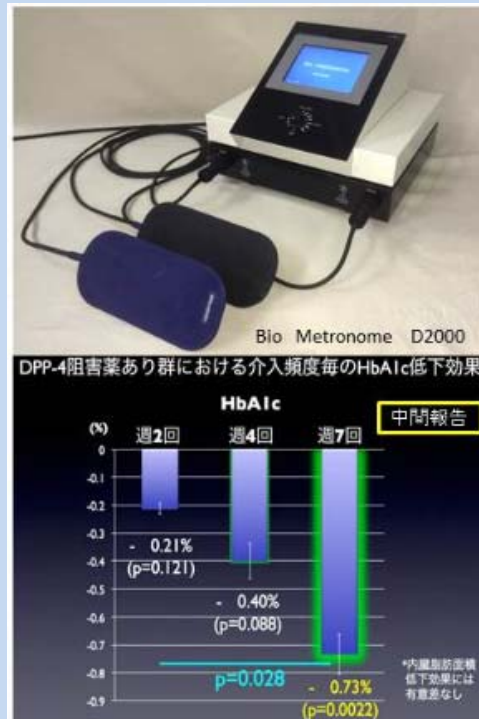 Bio Metronome D2000
DPP-4阻害薬あり群における介入頻度毎のHbA1c低下効果
HbA1c
中間報告
(%)
週2回 週4回 週7回
0
-0.1
-0.2
-0.3
-0.4
-0.5
-0.6
-0.7
-0.8
-0.9
- 0.21%
(p=0.121)
- 0.40%
(p=0.088)
p=0.028
- 0.73%
(p=0.0022)
*内臓脂肪面積
低下効果には
有意差なし